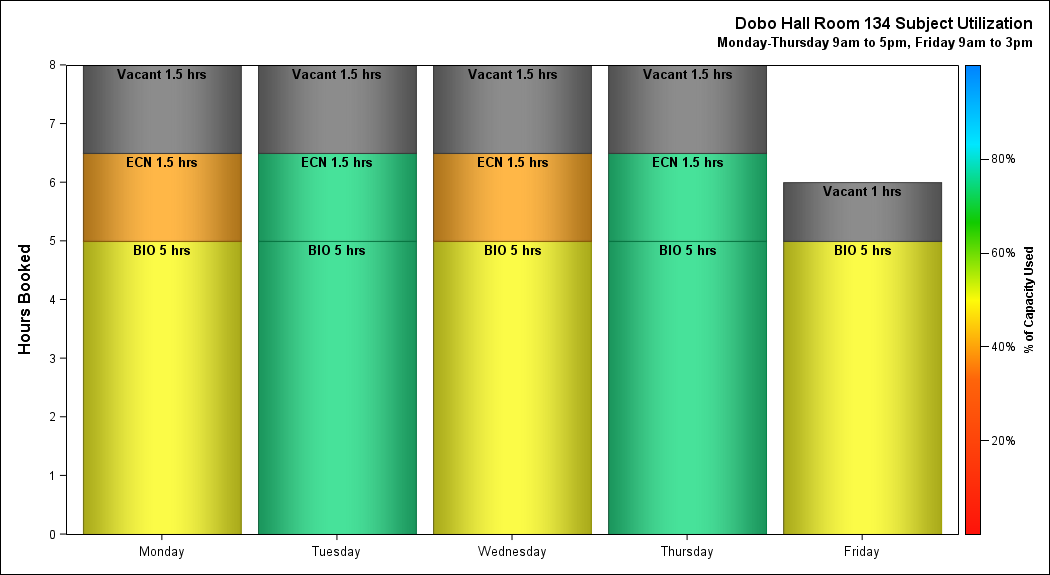 Dobo Hall Room 134 Subject Utilization
Monday-Thursday 9am to 5pm, Friday 9am to 3pm
Hours Booked
8
7
6
5
4
3
2
1
0
Vacant 1.5 hrs
ECN 1.5 hrs
BIO 5 hrs
Vacant 1.5 hrs
ECN 1.5 hrs
BIO 5 hrs
Vacant 1.5 hrs
ECN 1.5 hrs
BIO 5 hrs
Vacant 1.5 hrs
ECN 1.5 hrs
BIO 5 hrs
Vacant 1 hrs
BIO 5 hrs
Monday
Tuesday
Wednesday
Thursday
Friday
80%
60%
40%
20%
% of Capacity Used